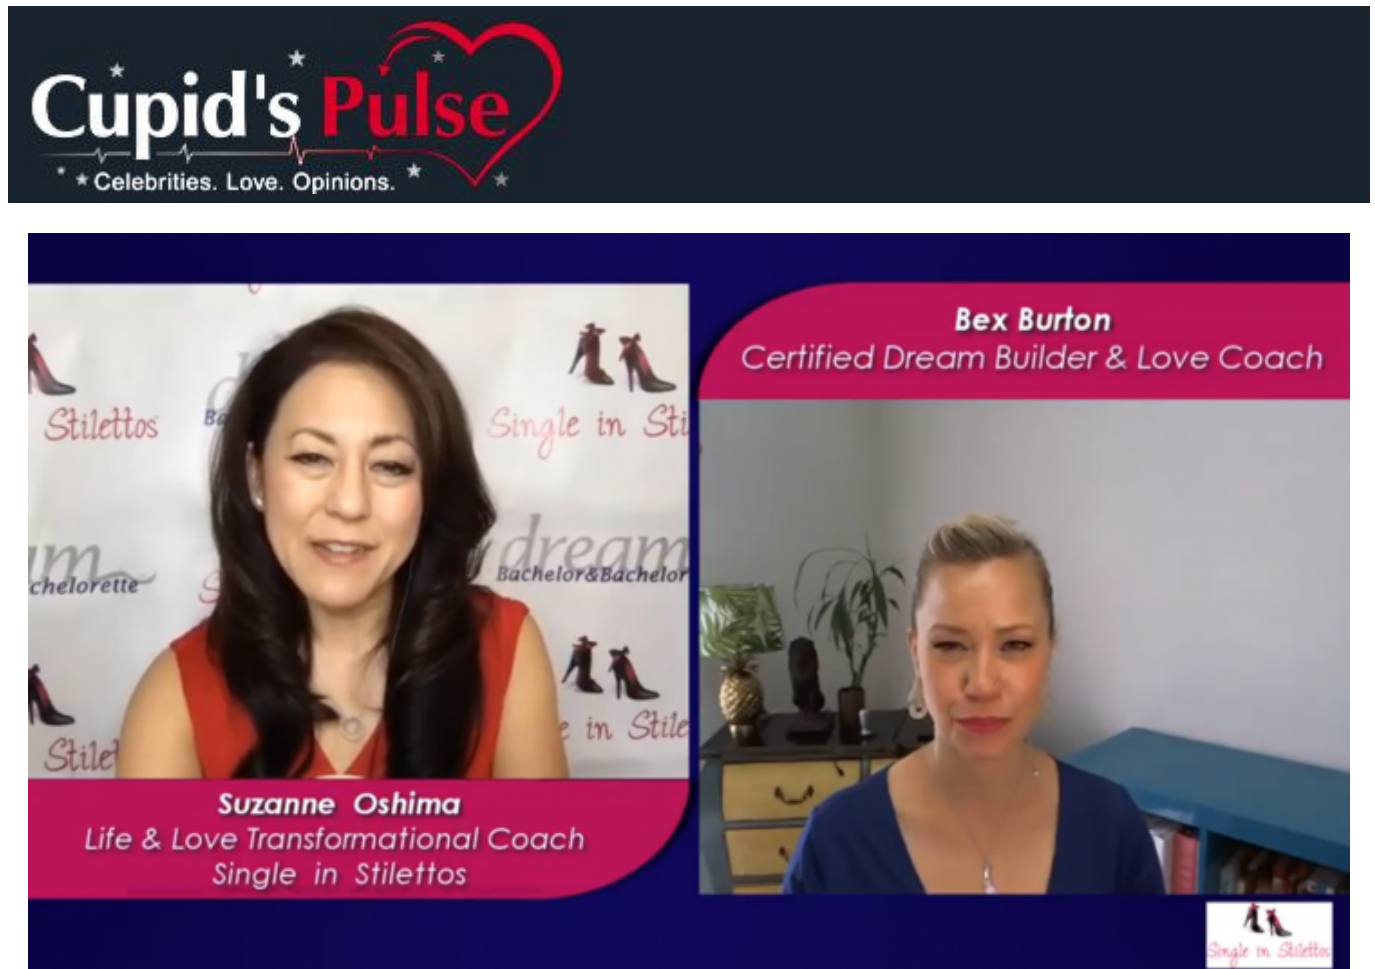 Cupid's Pulse
Celebrities. Love. Opinions.
Bex Burton
Certified Dream Builder & Love Coach
Stilettos
Single in Sti
dream
Bachelor&Bachelor
chelorette
e in Stile
Stilet
Suzanne Oshima
Life & Love Transformational Coach
Single in Stilettos
Single in Stilettos